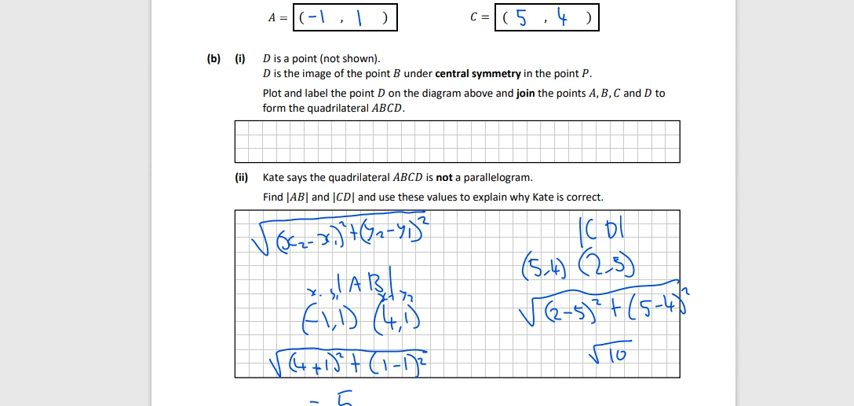 A = (-1, 1) C = (5, 4)
(b) (i) D is a point (not shown).
D is the image of the point B under central symmetry in the point P.
Plot and label the point D on the diagram above and join the points A, B, C and D to
form the quadrilateral ABCD.
(ii) Kate says the quadrilateral ABCD is not a parallelogram.
Find |AB| and |CD| and use these values to explain why Kate is correct.
√(x₂-x₁)²+(y₂-y₁)²
|AB|
x₁ y₁ x₂ y₂
(-1,1) (4,1)
√(4+1)²+(1-1)²
= 5
|CD|
(5,4) (2,5)
√(2-5)²+(5-4)²
√10